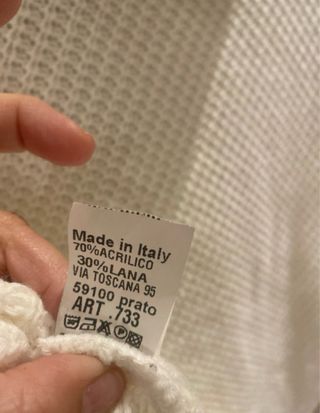 Made in Italy
70%ACRILICO
30%LANA
VIA TOSCANA 95
59100 prato
ART .733